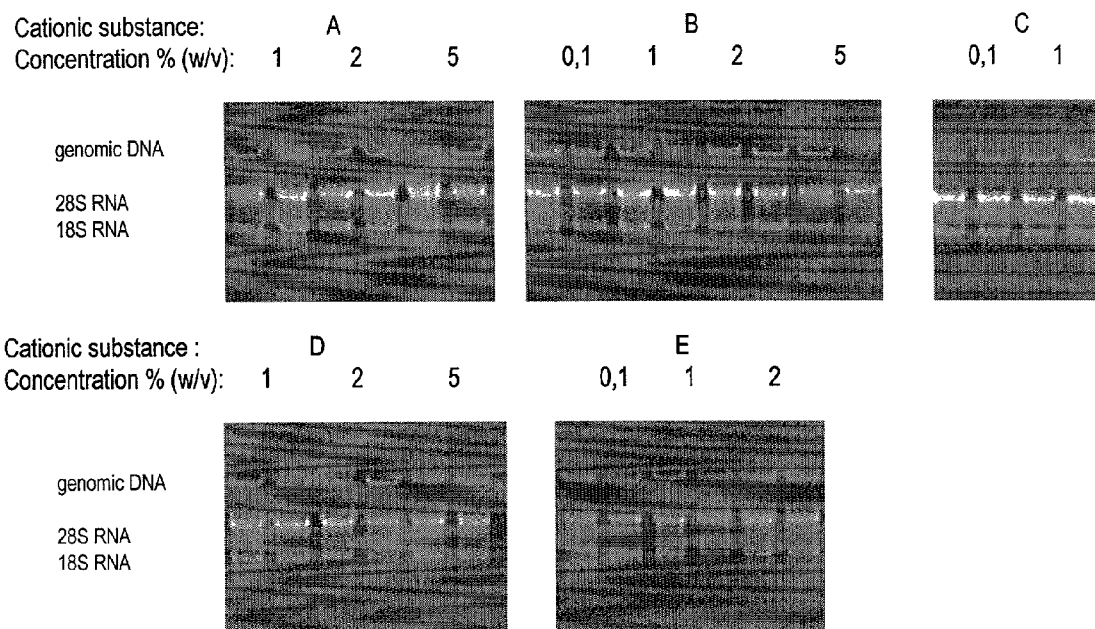 Cationic substance: A B C
Concentration % (w/v): 1 2 5 0,1 1 2 5 0,1 1
genomic DNA
28S RNA
18S RNA
Cationic substance : D E
Concentration % (w/v): 1 2 5 0,1 1 2
genomic DNA
28S RNA
18S RNA